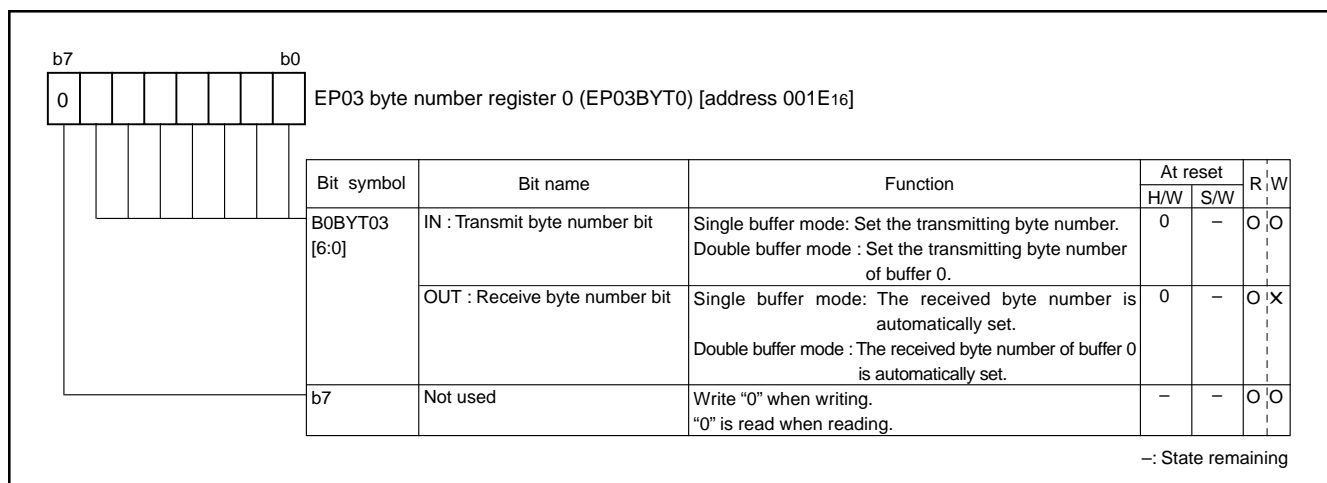 b7 b0
0
EP03 byte number register 0 (EP03BYT0) [address 001E16]
Bit symbol Bit name Function At reset R W
H/W S/W
B0BYT03 IN : Transmit byte number bit Single buffer mode: Set the transmitting byte number. 0 – O O
[6:0] Double buffer mode : Set the transmitting byte number
of buffer 0.
OUT : Receive byte number bit Single buffer mode: The received byte number is 0 – O ×
automatically set.
Double buffer mode : The received byte number of buffer 0
is automatically set.
b7 Not used Write “0” when writing. – – O O
“0” is read when reading.
–: State remaining